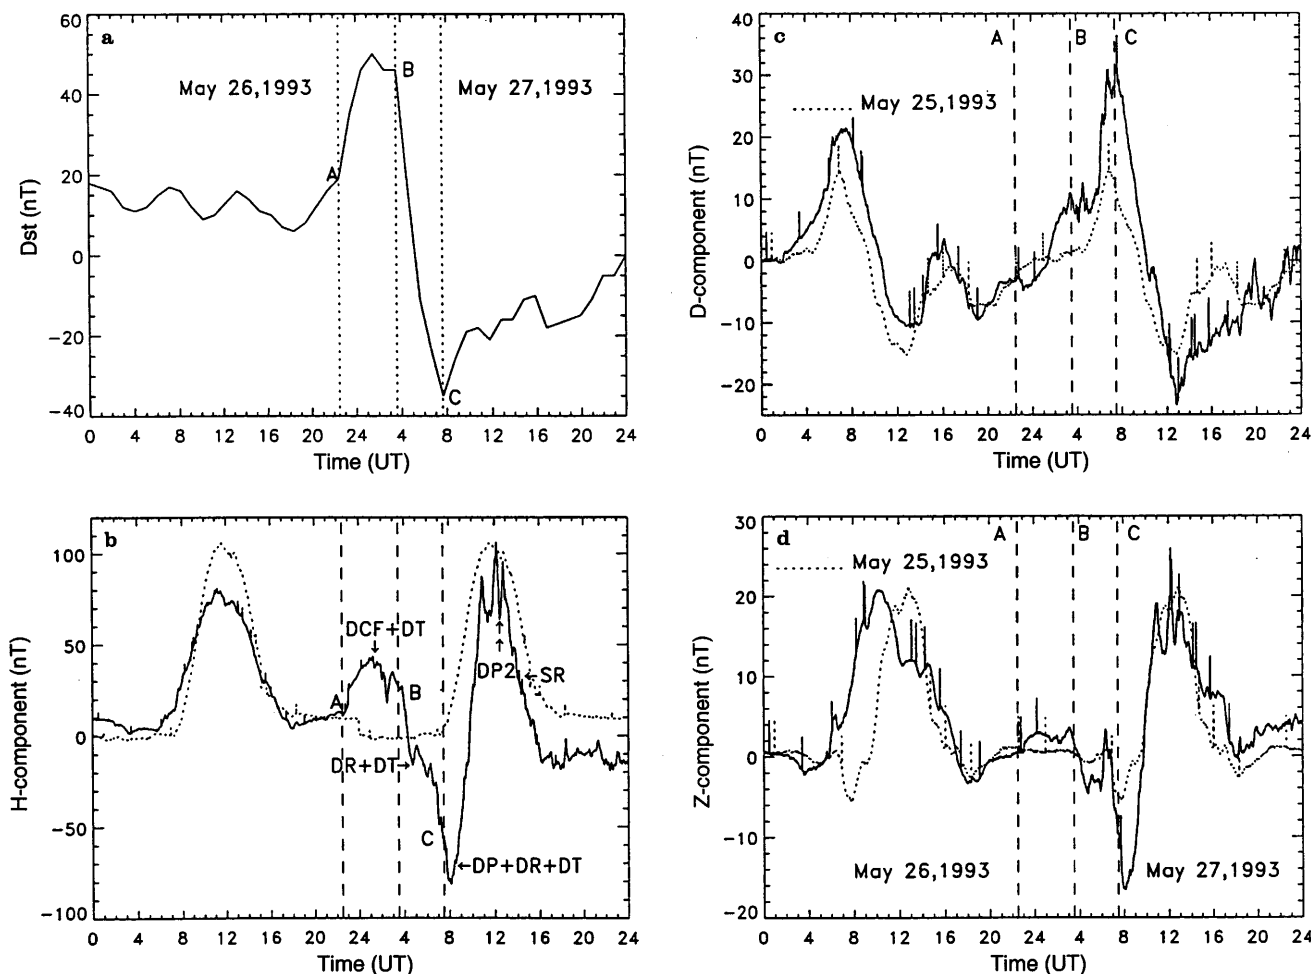 a
60
40
20
0
−20
−40
Dst (nT)
May 26,1993
May 27,1993
A
B
C
0 4 8 12 16 20 24 4 8 12 16 20 24
Time (UT)
c
40
30
20
10
0
−10
−20
D-component (nT)
A
B
C
May 25,1993
0 4 8 12 16 20 24 4 8 12 16 20 24
Time (UT)
b
100
50
0
−50
−100
H-component (nT)
DCF+DT
A
B
DP2
SR
DR+DT
C
DP+DR+DT
0 4 8 12 16 20 24 4 8 12 16 20 24
Time (UT)
d
30
20
10
0
−10
−20
Z-component (nT)
A
B
C
May 25,1993
May 26,1993
May 27,1993
0 4 8 12 16 20 24 4 8 12 16 20 24
Time (UT)